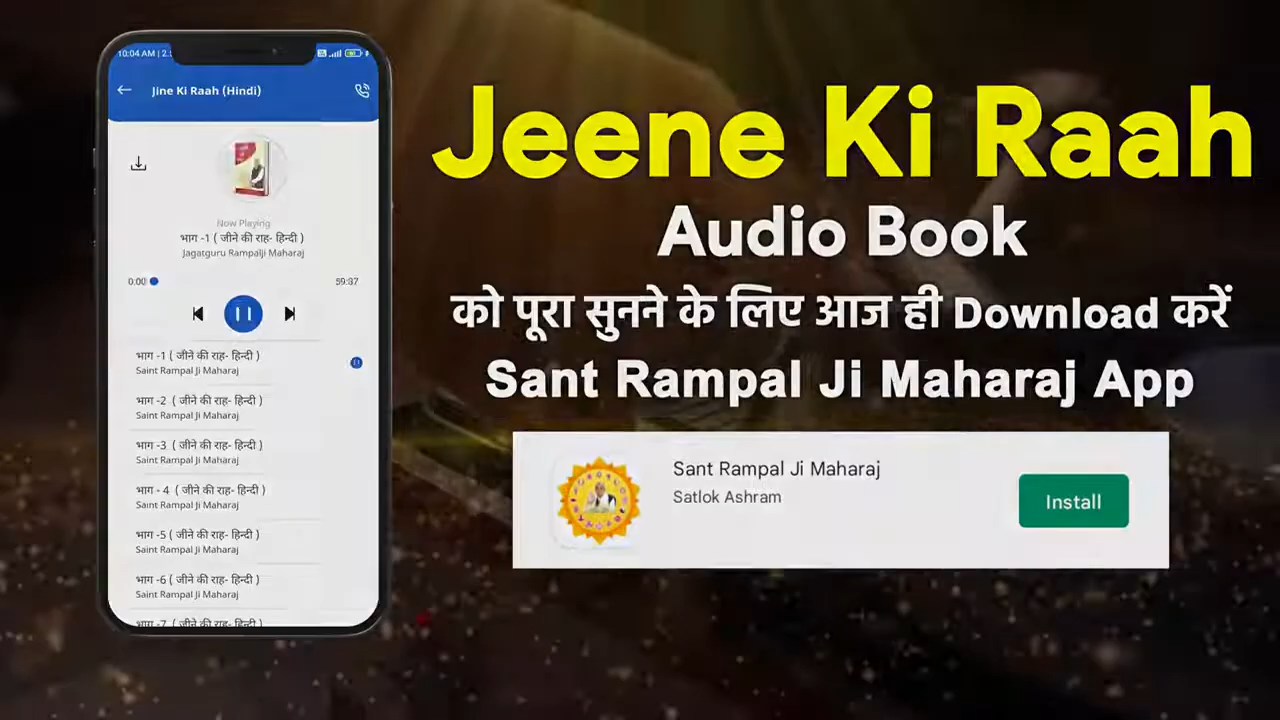 10:04 AM | 2.
Jine Ki Raah (Hindi)
Now Playing
भाग -1 ( जीने की राह- हिन्दी )
Jagatguru Rampalji Maharaj
0:00
59:37
भाग -1 ( जीने की राह- हिन्दी )
Saint Rampal Ji Maharaj
भाग -2 ( जीने की राह- हिन्दी )
Saint Rampal Ji Maharaj
भाग -3 ( जीने की राह- हिन्दी )
Saint Rampal Ji Maharaj
भाग - 4 ( जीने की राह- हिन्दी )
Saint Rampal Ji Maharaj
भाग -5 ( जीने की राह- हिन्दी )
Saint Rampal Ji Maharaj
भाग -6 ( जीने की राह- हिन्दी )
Saint Rampal Ji Maharaj
भाग -7 ( जीने की राह- हिन्दी )
Jeene Ki Raah
Audio Book
को पूरा सुनने के लिए आज ही Download करें
Sant Rampal Ji Maharaj App
Sant Rampal Ji Maharaj
Satlok Ashram
Install